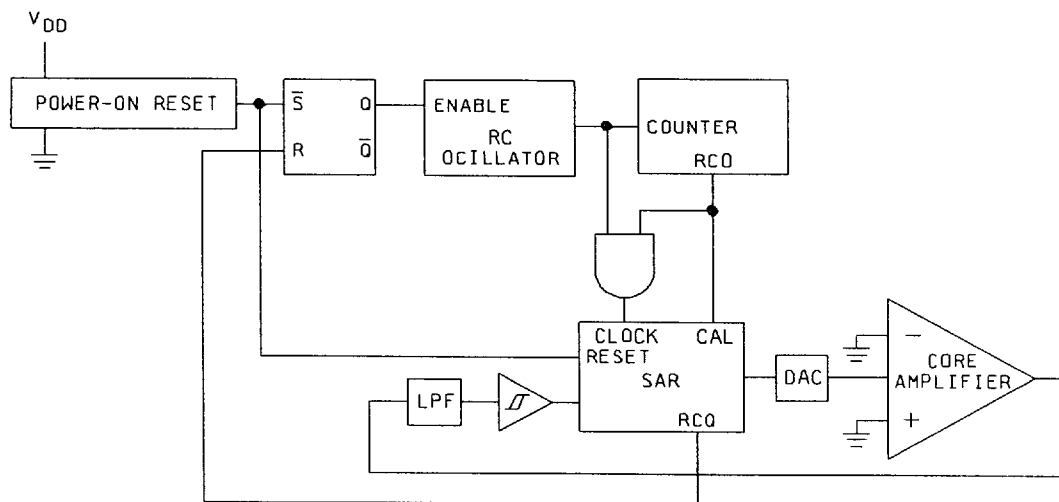 VDD
POWER-ON RESET
S̅ Q
R Q̅
ENABLE
RC
OCILLATOR
COUNTER
RCO
CLOCK CAL
RESET
SAR
RCQ
LPF
DAC
−
CORE
AMPLIFIER
+